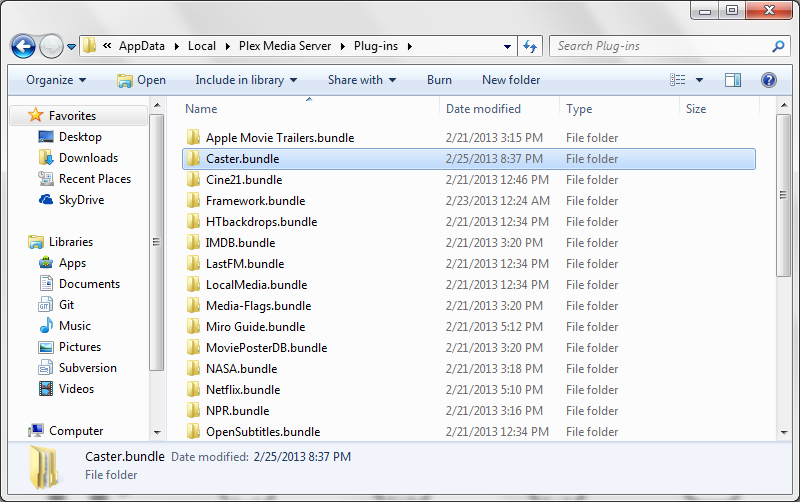 « AppData Local Plex Media Server Plug-ins Search Plug-ins
Organize Open Include in library Share with Burn New folder
Favorites
Desktop
Downloads
Recent Places
SkyDrive
Libraries
Apps
Documents
Git
Music
Pictures
Subversion
Videos
Computer
Name Date modified Type Size
Apple Movie Trailers.bundle 2/21/2013 3:15 PM File folder
Caster.bundle 2/25/2013 8:37 PM File folder
Cine21.bundle 2/21/2013 12:46 PM File folder
Framework.bundle 2/23/2013 12:24 AM File folder
HTbackdrops.bundle 2/21/2013 12:34 PM File folder
IMDB.bundle 2/21/2013 3:20 PM File folder
LastFM.bundle 2/21/2013 12:34 PM File folder
LocalMedia.bundle 2/21/2013 12:34 PM File folder
Media-Flags.bundle 2/21/2013 3:20 PM File folder
Miro Guide.bundle 2/21/2013 5:12 PM File folder
MoviePosterDB.bundle 2/21/2013 3:20 PM File folder
NASA.bundle 2/21/2013 3:18 PM File folder
Netflix.bundle 2/21/2013 5:10 PM File folder
NPR.bundle 2/21/2013 3:16 PM File folder
OpenSubtitles.bundle 2/21/2013 12:34 PM File folder
Caster.bundle Date modified: 2/25/2013 8:37 PM
File folder